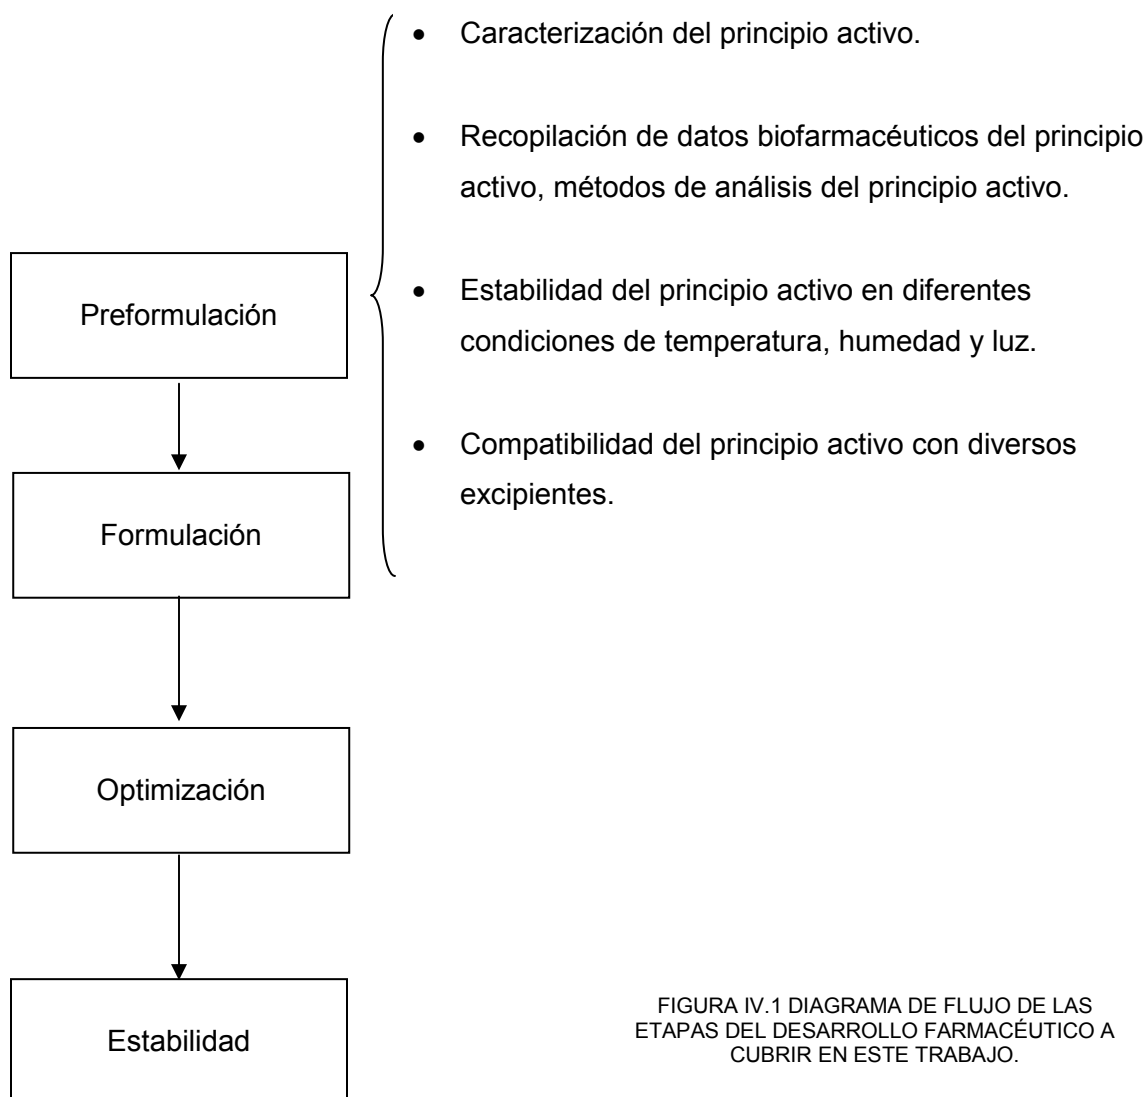 • Caracterización del principio activo.
• Recopilación de datos biofarmacéuticos del principio
activo, métodos de análisis del principio activo.
• Estabilidad del principio activo en diferentes
condiciones de temperatura, humedad y luz.
• Compatibilidad del principio activo con diversos
excipientes.
Preformulación
Formulación
Optimización
Estabilidad
FIGURA IV.1 DIAGRAMA DE FLUJO DE LAS
ETAPAS DEL DESARROLLO FARMACÉUTICO A
CUBRIR EN ESTE TRABAJO.